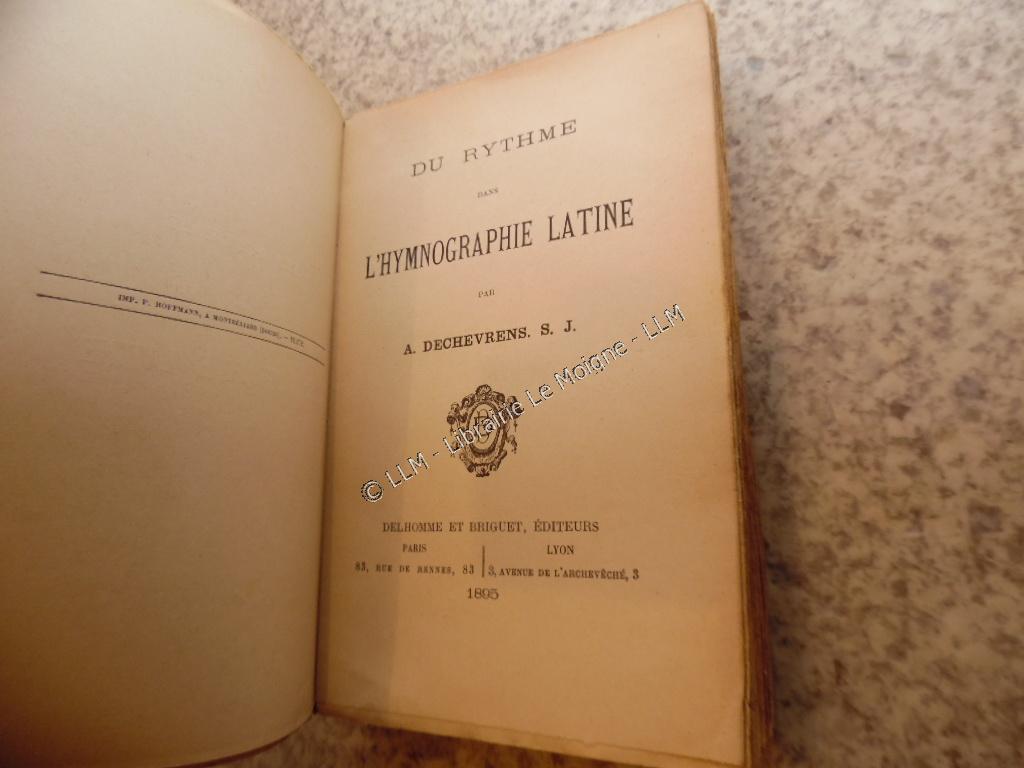 IMP. P. HOFFMANN, A MONTBÉLIARD (DOUBS). —
DU RYTHME
DANS
L'HYMNOGRAPHIE LATINE
PAR
A. DECHEVRENS. S. J.
© LLM - Librairie Le Moigne - LLM
DELHOMME ET BRIGUET, ÉDITEURS
PARIS
83, RUE DE RENNES, 83
LYON
3, AVENUE DE L'ARCHEVÊCHÉ, 3
1895